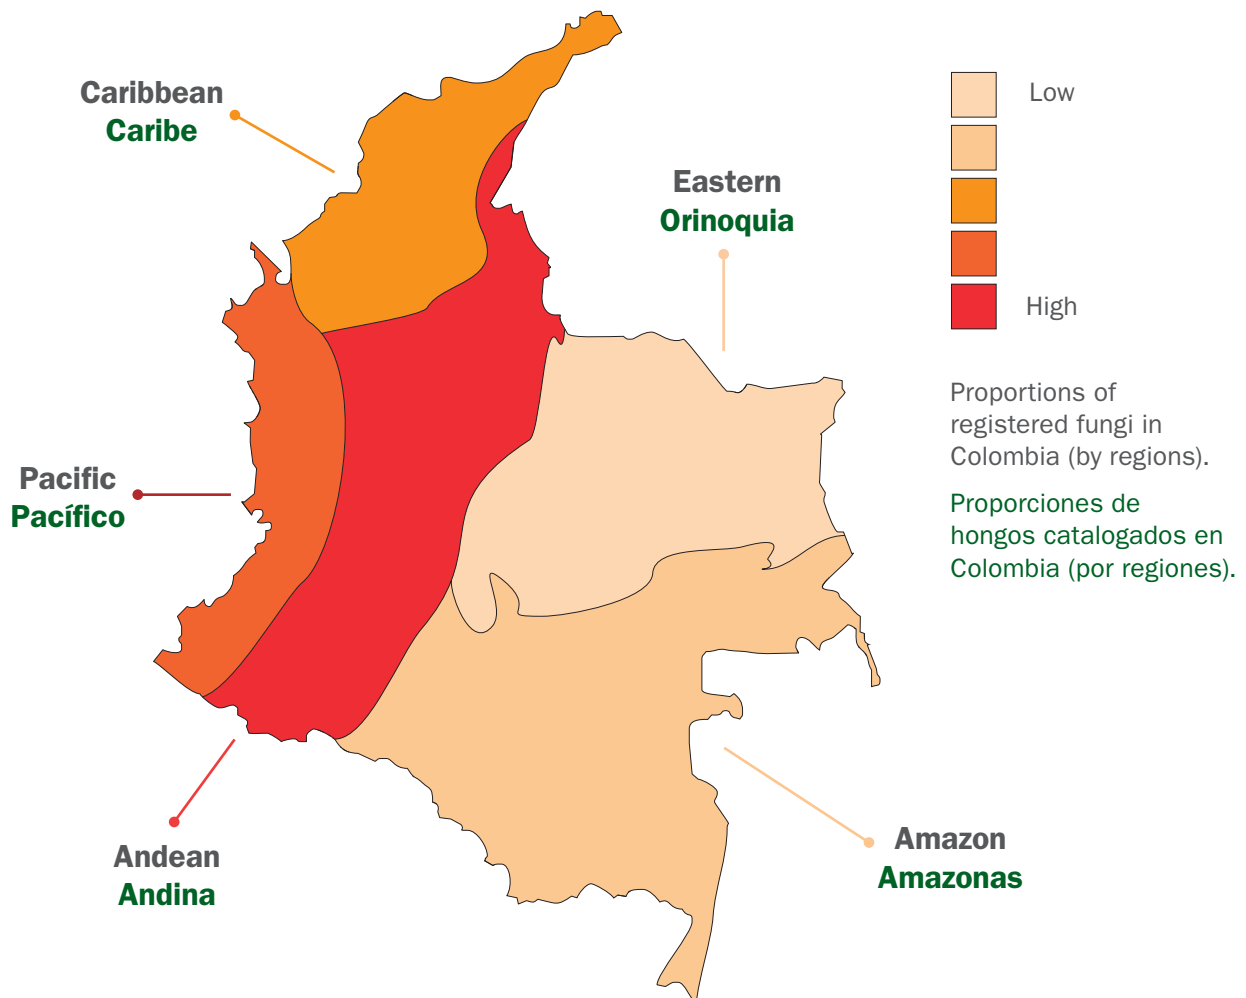 Caribbean
Caribe
Eastern
Orinoquia
Pacific
Pacífico
Andean
Andina
Amazon
Amazonas
Low
High
Proportions of
registered fungi in
Colombia (by regions).
Proporciones de
hongos catalogados en
Colombia (por regiones).